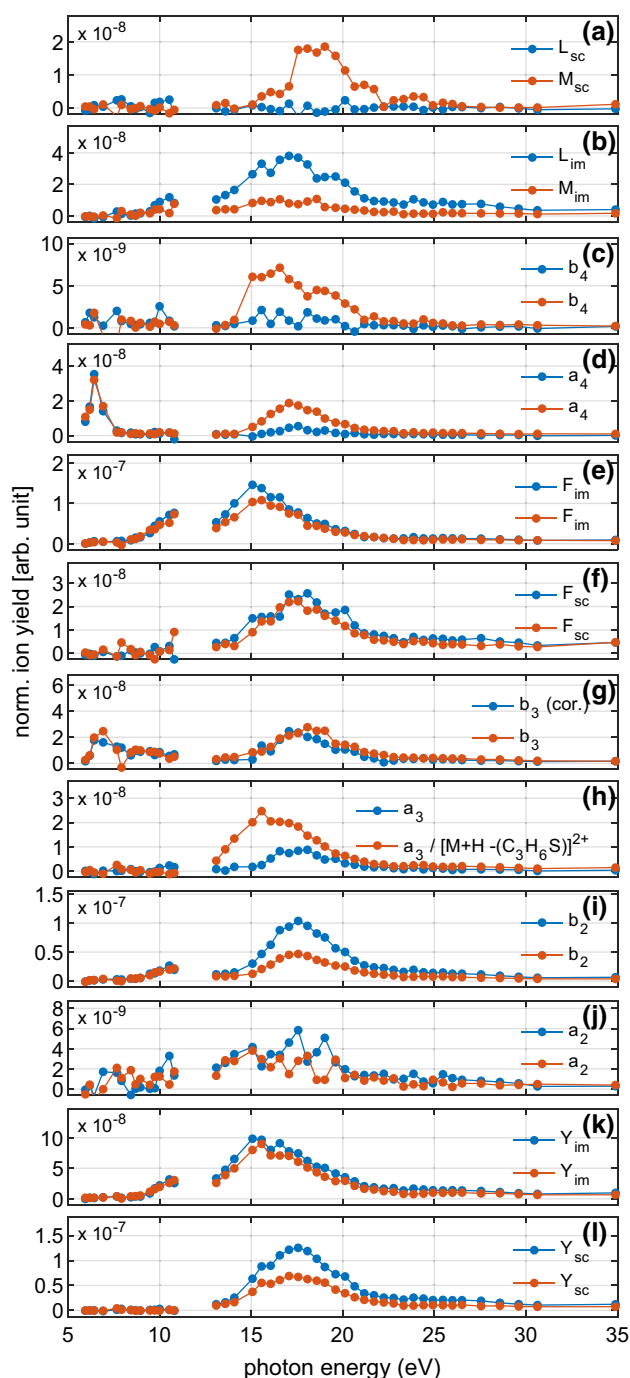 norm. ion yield [arb. unit]
x 10^-8
(a)
L_sc
M_sc
2
1
0
x 10^-8
(b)
L_im
M_im
4
2
0
10
x 10^-9
(c)
b_4
b_4
5
0
x 10^-8
(d)
a_4
a_4
4
2
0
2
x 10^-7
(e)
F_im
F_im
1
0
x 10^-8
(f)
F_sc
F_sc
3
2
1
0
x 10^-8
(g)
b_3 (cor.)
b_3
6
4
2
0
x 10^-8
(h)
a_3
a_3 / [M+H -(C_3H_6S)]^2+
3
2
1
0
1.5
x 10^-7
(i)
b_2
b_2
1
0.5
0
8
x 10^-9
(j)
a_2
a_2
6
4
2
0
x 10^-8
(k)
Y_im
Y_im
10
5
0
x 10^-7
(l)
Y_sc
Y_sc
1
0.5
0
5 10 15 20 25 30 35
photon energy (eV)